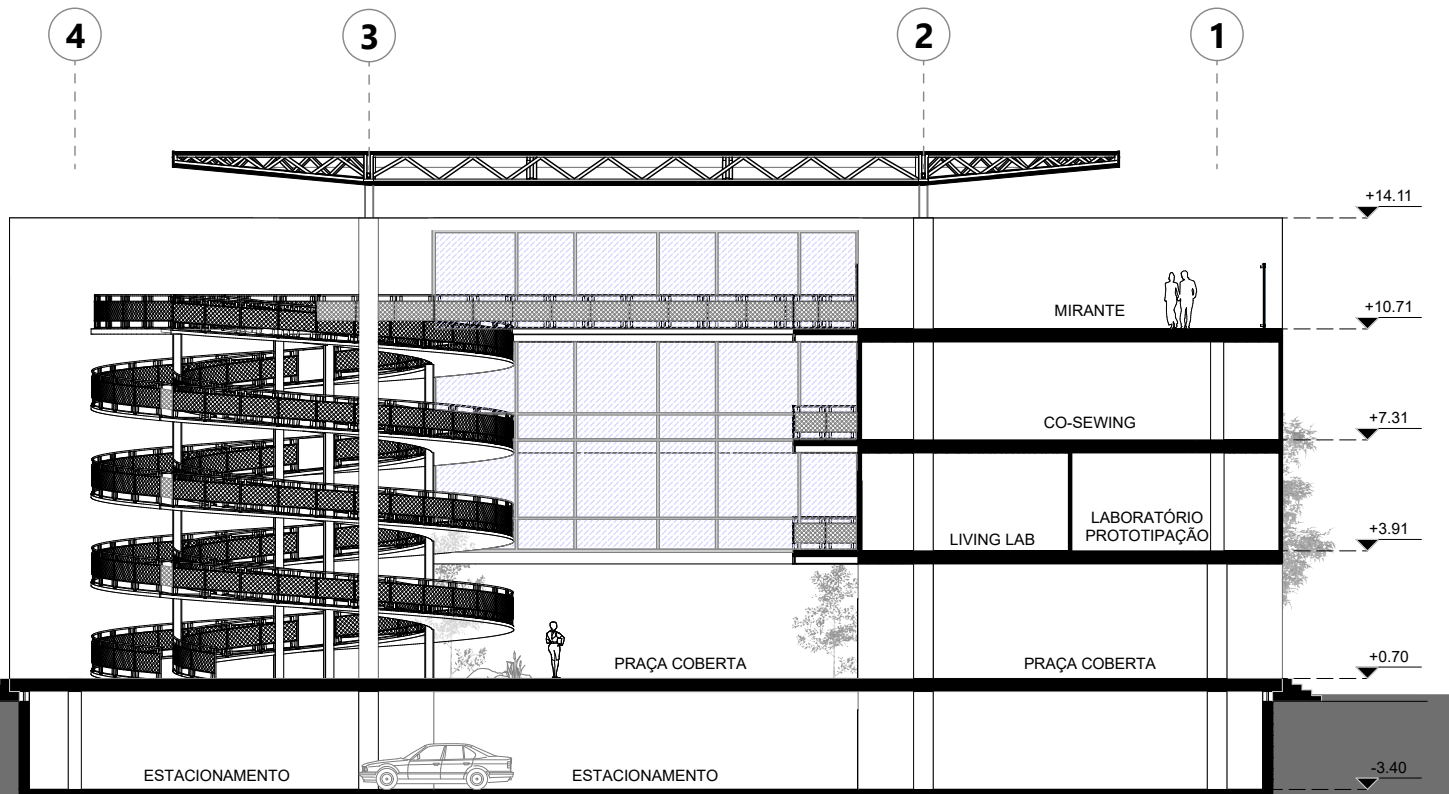 4
3
2
1
+14.11
MIRANTE
+10.71
CO-SEWING
+7.31
LABORATÓRIO
PROTOTIPAÇÃO
LIVING LAB
+3.91
PRAÇA COBERTA
PRAÇA COBERTA
+0.70
ESTACIONAMENTO
ESTACIONAMENTO
-3.40